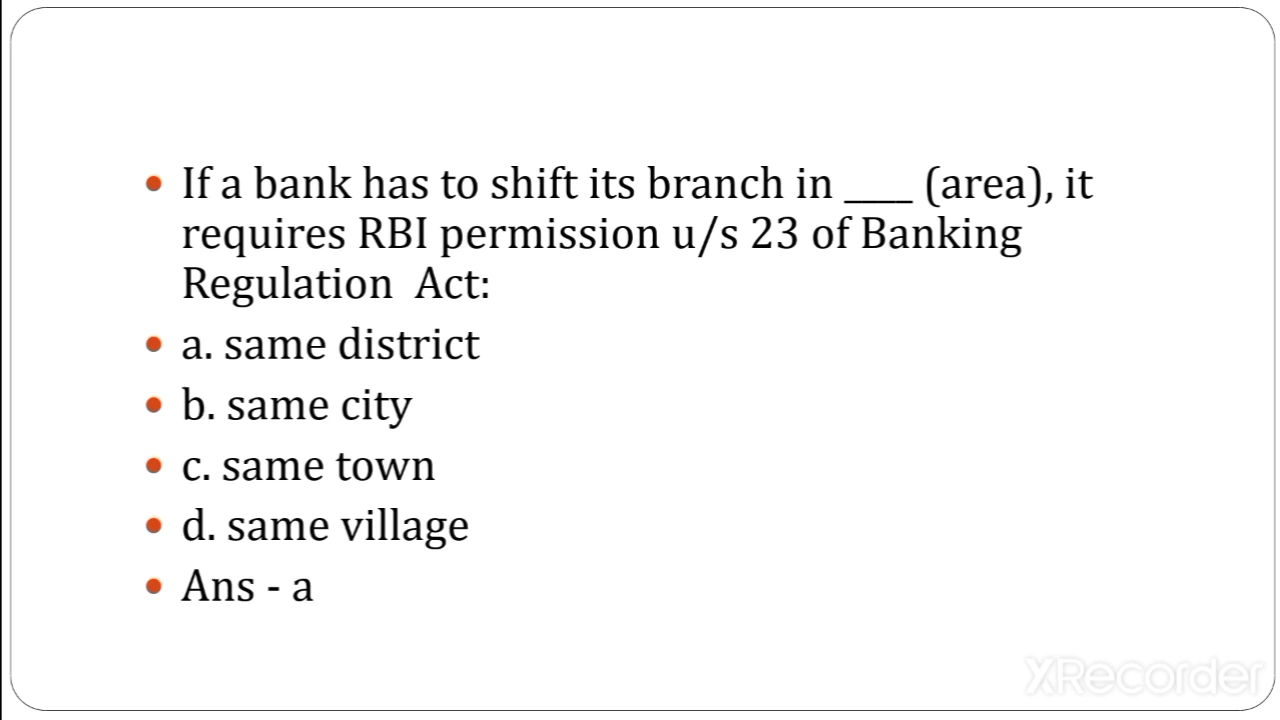 If a bank has to shift its branch in ____ (area), it
requires RBI permission u/s 23 of Banking
Regulation Act:
a. same district
b. same city
c. same town
d. same village
Ans - a
XRecorder